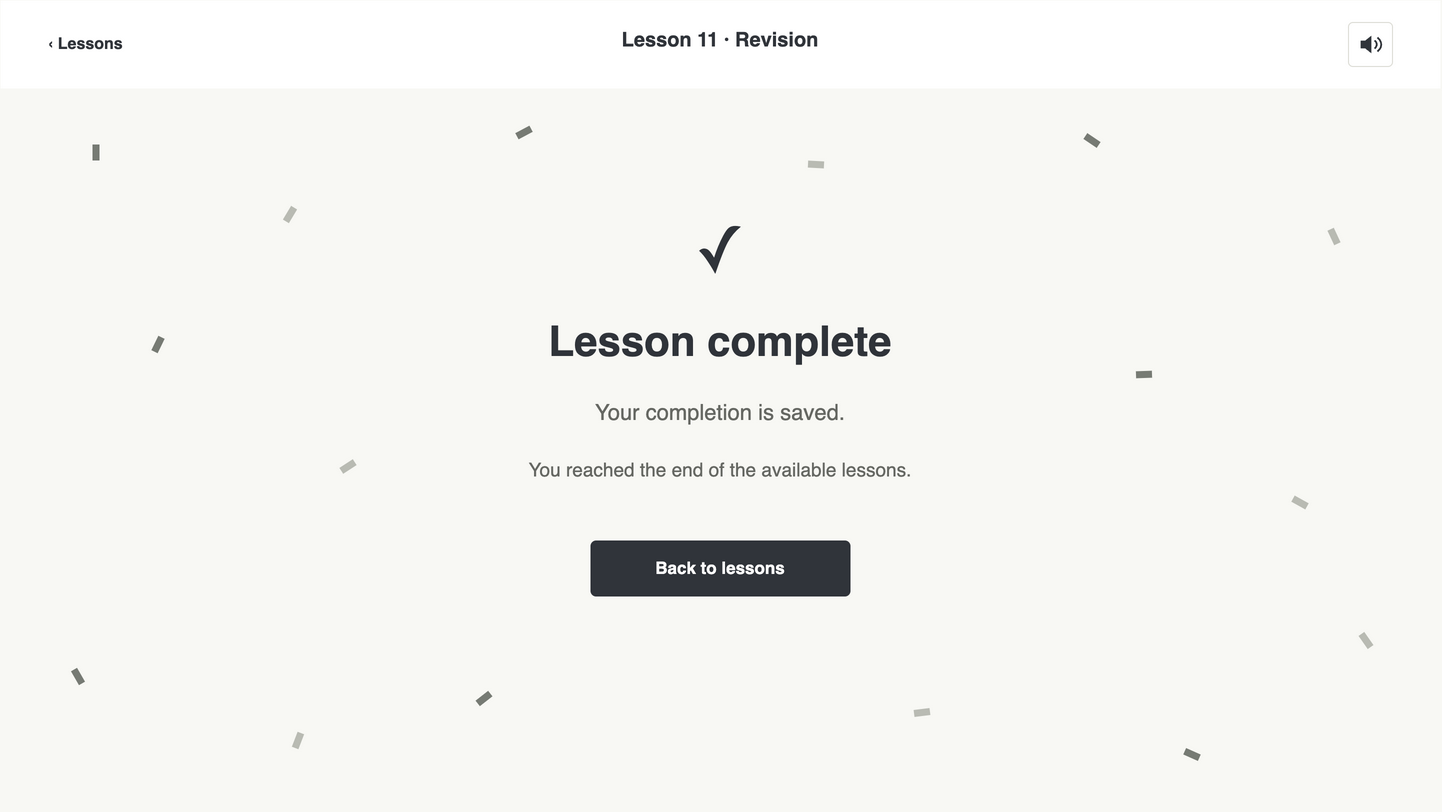 ‹ Lessons
Lesson 11 · Revision
Lesson complete
Your completion is saved.
You reached the end of the available lessons.
Back to lessons